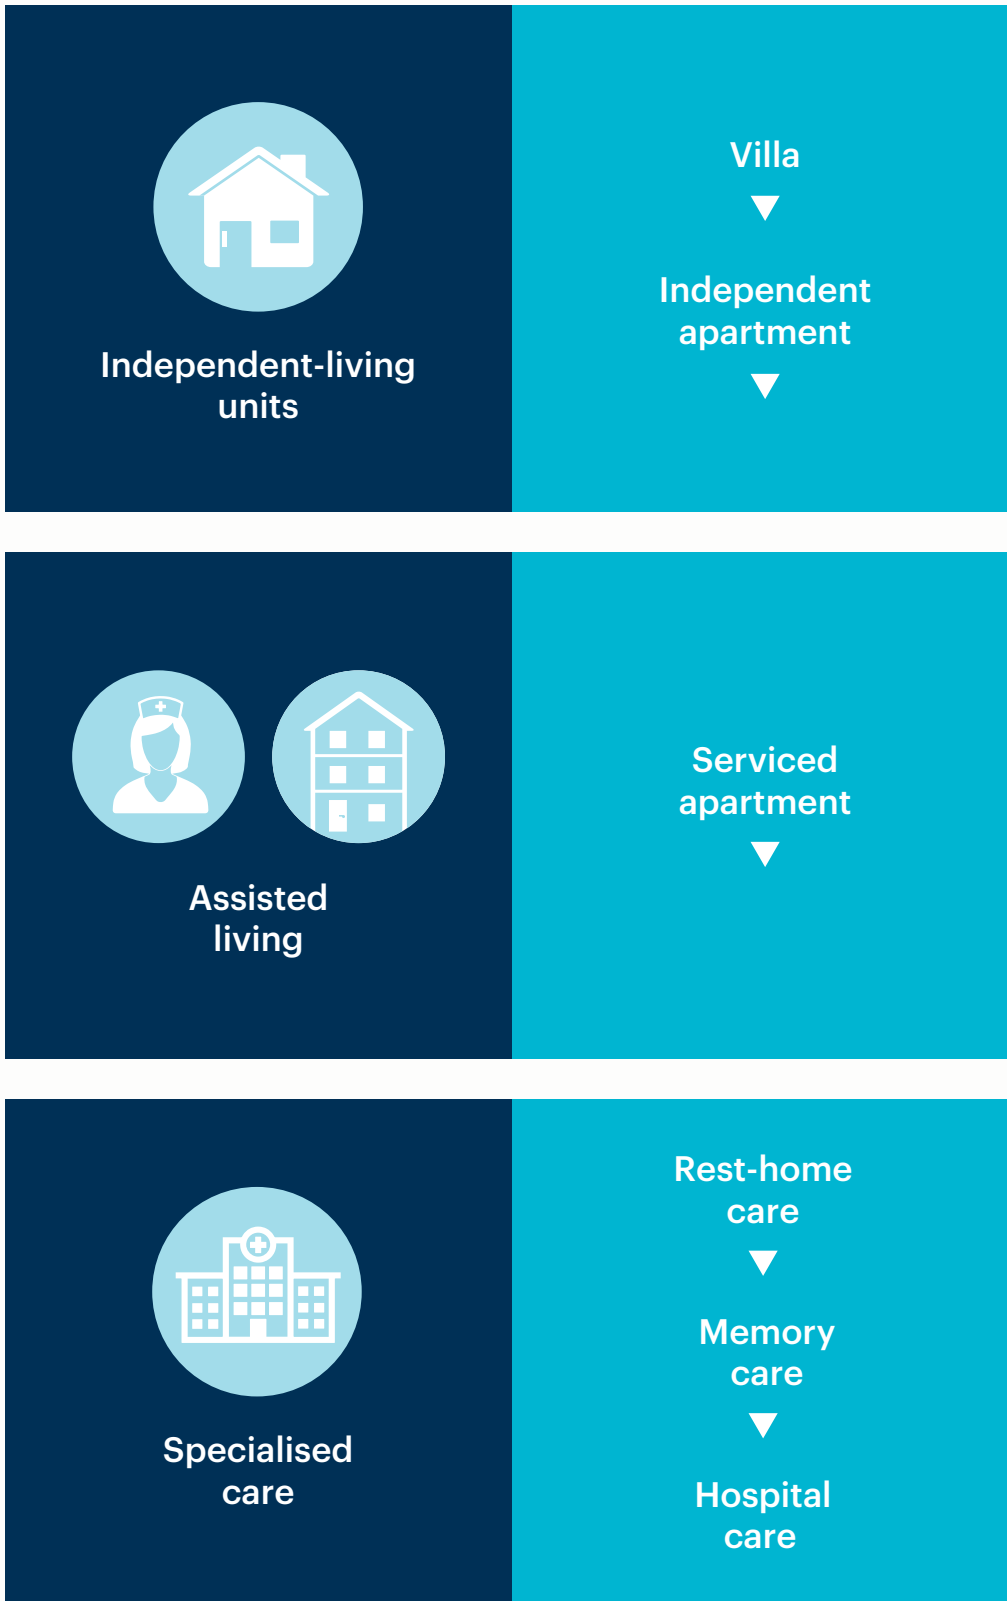 Independent-living
units
Villa
Independent
apartment
Assisted
living
Serviced
apartment
Specialised
care
Rest-home
care
Memory
care
Hospital
care